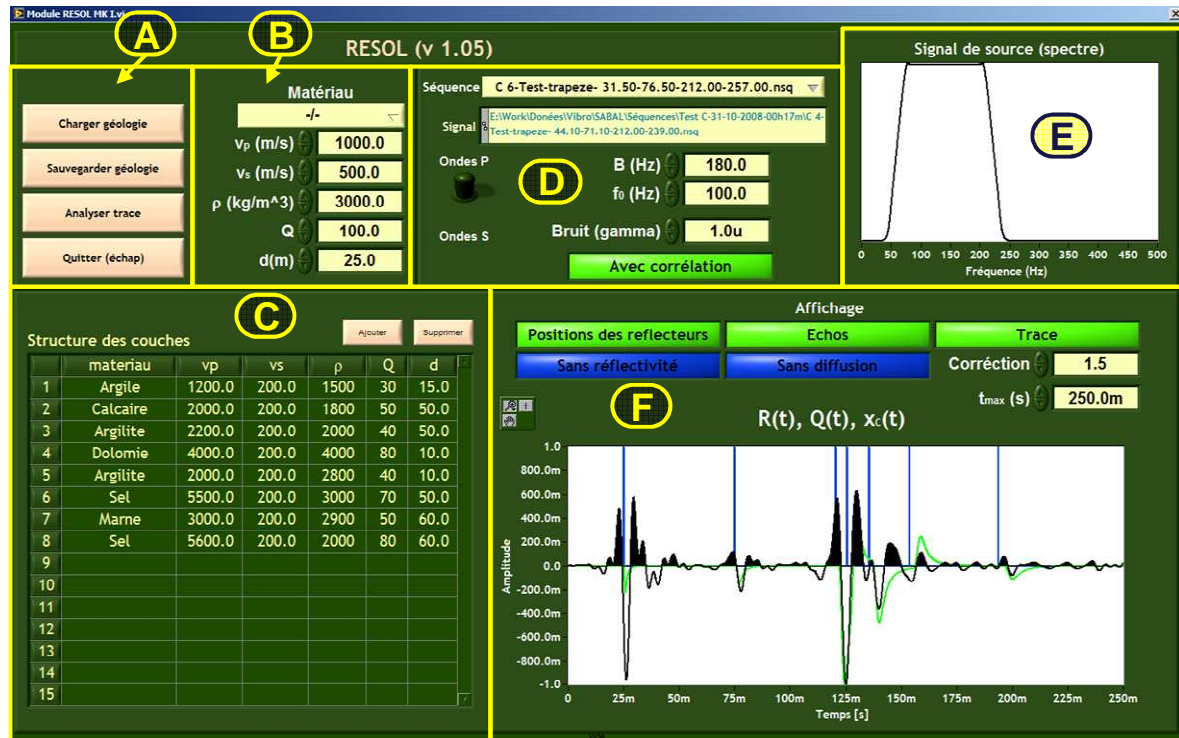 Module RESOL MK I.vi
RESOL (v 1.05)
A
Charger géologie
Sauvegarder géologie
Analyser trace
Quitter (échap)
B
Matériau
-/-
vp (m/s) 1000.0
vs (m/s) 500.0
ρ (kg/m^3) 3000.0
Q 100.0
d(m) 25.0
Séquence C 6-Test-trapeze- 31.50-76.50-212.00-257.00.nsq
Signal E:\Work\Donées\Vibro\SABAL\Séquences\Test C-31-10-2008-00h17m\C 4-
Test-trapeze- 44.10-71.10-212.00-239.00.nsq
Ondes P
D
Ondes S
B (Hz) 180.0
f0 (Hz) 100.0
Bruit (gamma) 1.0u
Avec corrélation
Signal de source (spectre)
E
0 50 100 150 200 250 300 350 400 450 500
Fréquence (Hz)
C
Structure des couches
Ajouter Supprimer
materiau vp vs ρ Q d
1 Argile 1200.0 200.0 1500 30 15.0
2 Calcaire 2000.0 200.0 1800 50 50.0
3 Argilite 2200.0 200.0 2000 40 50.0
4 Dolomie 4000.0 200.0 4000 80 10.0
5 Argilite 2000.0 200.0 2800 40 10.0
6 Sel 5500.0 200.0 3000 70 50.0
7 Marne 3000.0 200.0 2900 50 60.0
8 Sel 5600.0 200.0 2000 80 60.0
9
10
11
12
13
14
15
Affichage
Positions des reflecteurs Echos Trace
Sans réflectivité Sans diffusion Corréction 1.5
tmax (s) 250.0m
F
R(t), Q(t), xc(t)
Amplitude
1.0
800.0m
600.0m
400.0m
200.0m
0.0
-200.0m
-400.0m
-600.0m
-800.0m
-1.0
0 25m 50m 75m 100m 125m 150m 175m 200m 225m 250m
Temps [s]